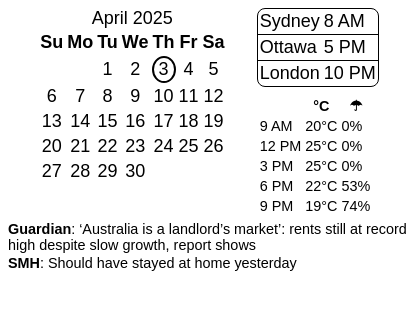 April 2025
Su Mo Tu We Th Fr Sa
1 2 3 4 5
6 7 8 9 10 11 12
13 14 15 16 17 18 19
20 21 22 23 24 25 26
27 28 29 30
Sydney 8 AM
Ottawa 5 PM
London 10 PM
°C ☂
9 AM 20°C 0%
12 PM 25°C 0%
3 PM 25°C 0%
6 PM 22°C 53%
9 PM 19°C 74%
Guardian: ‘Australia is a landlord’s market’: rents still at record
high despite slow growth, report shows
SMH: Should have stayed at home yesterday